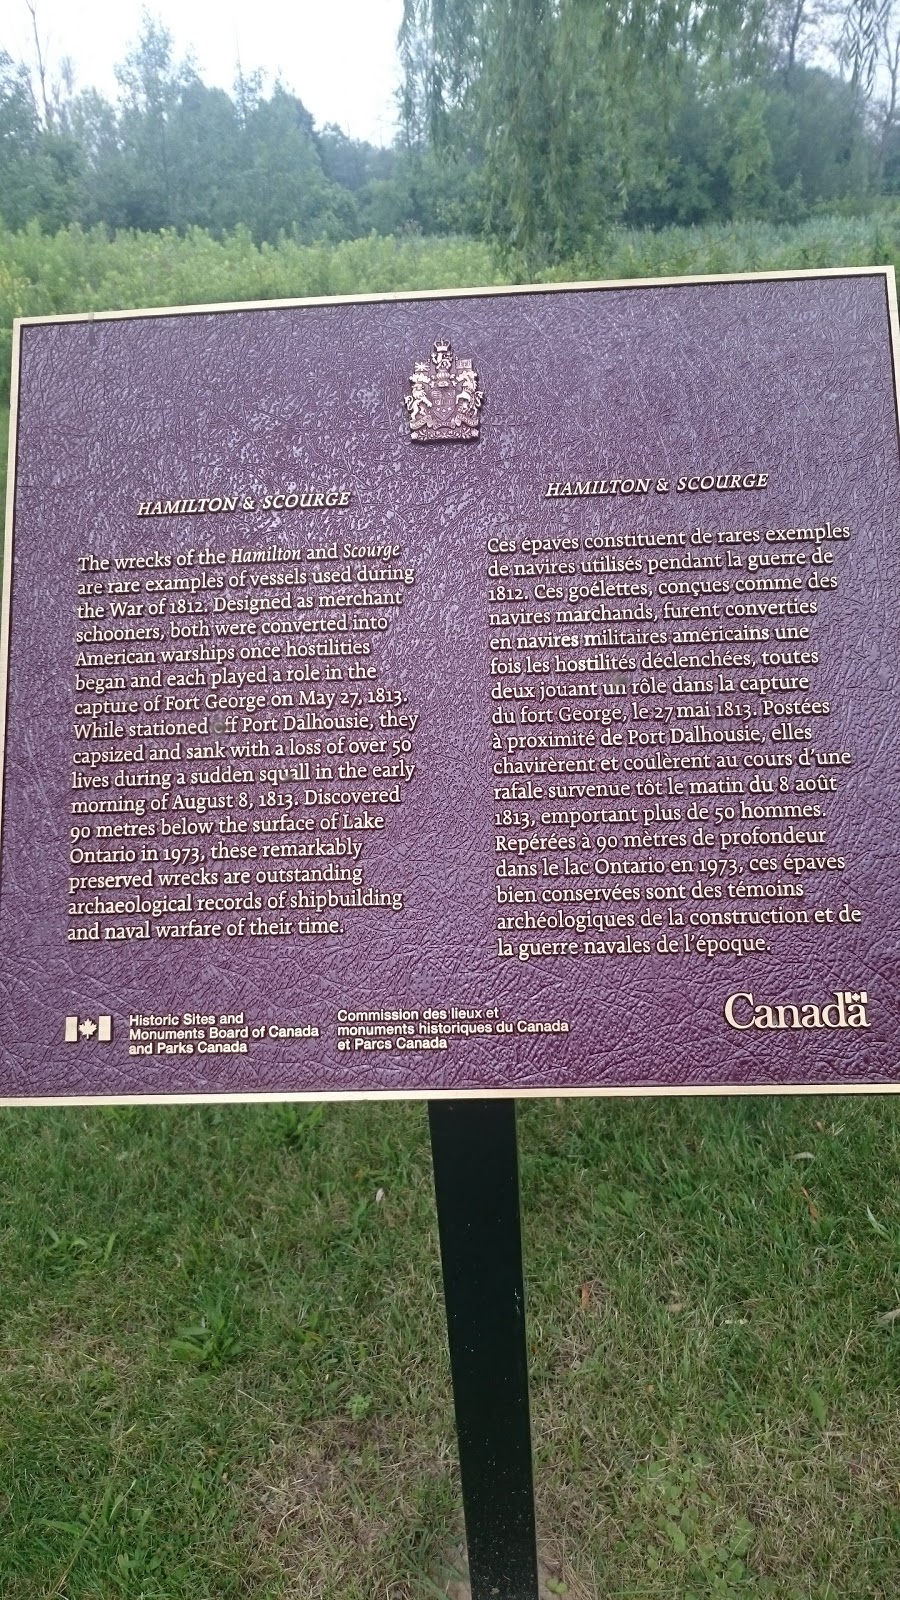 HAMILTON & SCOURGE
The wrecks of the Hamilton and Scourge
are rare examples of vessels used during
the War of 1812. Designed as merchant
schooners, both were converted into
American warships once hostilities
began and each played a role in the
capture of Fort George on May 27, 1813.
While stationed off Port Dalhousie, they
capsized and sank with a loss of over 50
lives during a sudden squall in the early
morning of August 8, 1813. Discovered
90 metres below the surface of Lake
Ontario in 1973, these remarkably
preserved wrecks are outstanding
archaeological records of shipbuilding
and naval warfare of their time.
HAMILTON & SCOURGE
Ces épaves constituent de rares exemples
de navires utilisés pendant la guerre de
1812. Ces goélettes, conçues comme des
navires marchands, furent converties
en navires militaires américains une
fois les hostilités déclenchées, toutes
deux jouant un rôle dans la capture
du fort George, le 27 mai 1813. Postées
à proximité de Port Dalhousie, elles
chavirèrent et coulèrent au cours d'une
rafale survenue tôt le matin du 8 août
1813, emportant plus de 50 hommes.
Repérées à 90 mètres de profondeur
dans le lac Ontario en 1973, ces épaves
bien conservées sont des témoins
archéologiques de la construction et de
la guerre navales de l'époque.
Historic Sites and
Monuments Board of Canada
and Parks Canada
Commission des lieux et
monuments historiques du Canada
et Parcs Canada
Canada